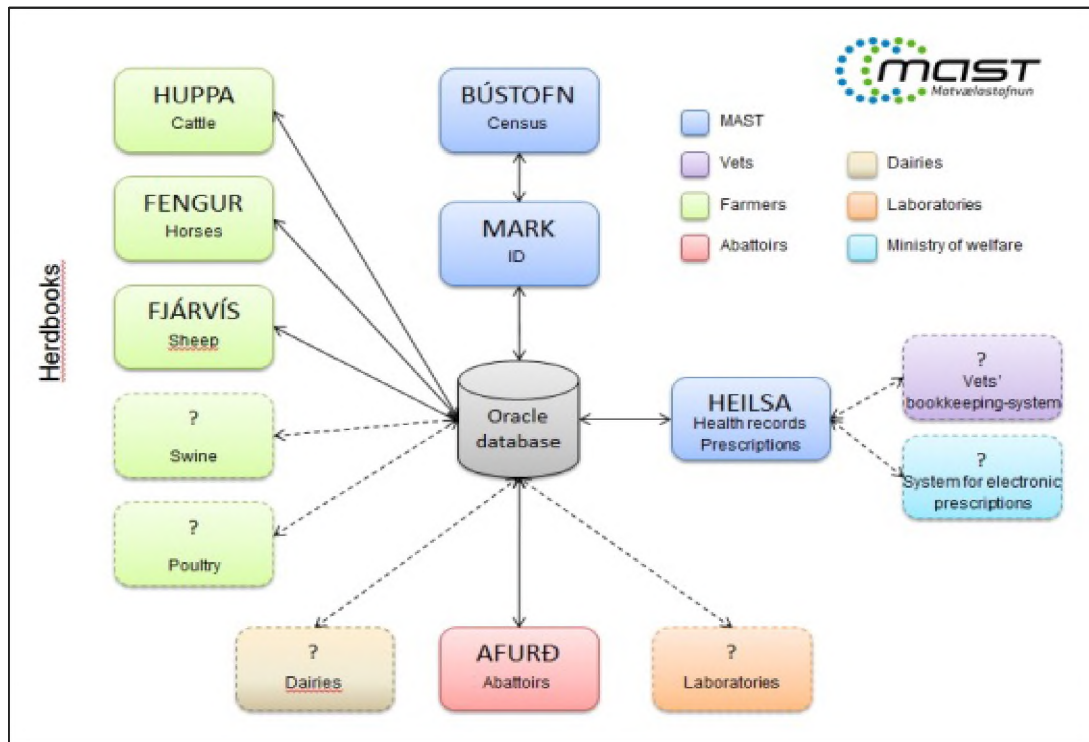 mast
Matvælastofnun
HUPPA
Cattle
BÚSTOFN
Census
MAST
Vets
Dairies
Farmers
Laboratories
Abattoirs
Ministry of welfare
FENGUR
Horses
MARK
ID
Herdbooks
FJÁRVÍS
Sheep
?
Swine
?
Poultry
Oracle
database
HEILSA
Health records
Prescriptions
?
Vets'
bookkeeping-system
?
System for electronic
prescriptions
?
Dairies
AFURÐ
Abattoirs
?
Laboratories